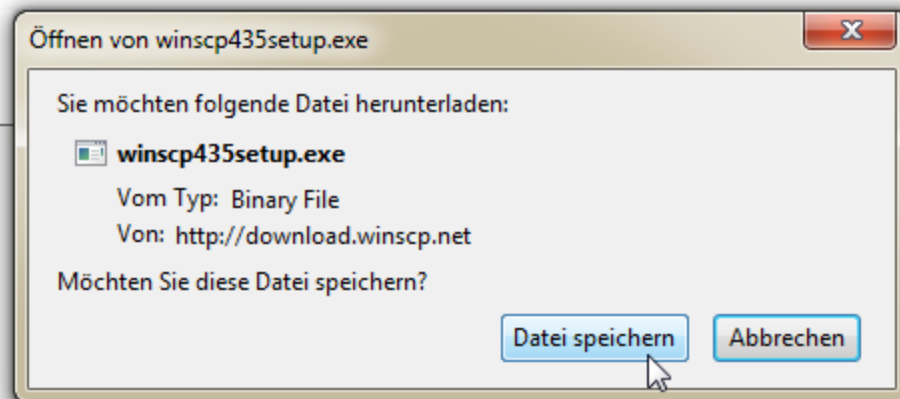 Öffnen von winscp435setup.exe
Sie möchten folgende Datei herunterladen:
winscp435setup.exe
Vom Typ: Binary File
Von: http://download.winscp.net
Möchten Sie diese Datei speichern?
Datei speichern Abbrechen